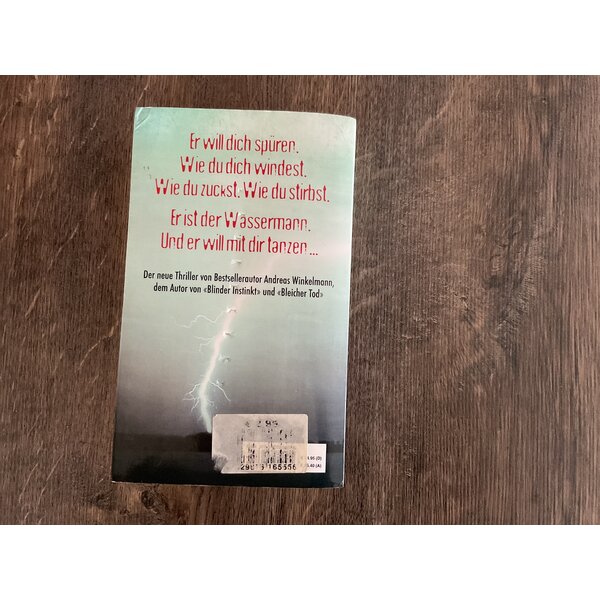 Er will dich spüren.
Wie du dich windest.
Wie du zuckst. Wie du stirbst.
Er ist der Wassermann.
Und er will mit dir tanzen ...
Der neue Thriller von Bestsellerautor Andreas Winkelmann,
dem Autor von «Blinder Instinkt» und «Bleicher Tod»
(D)
(A)